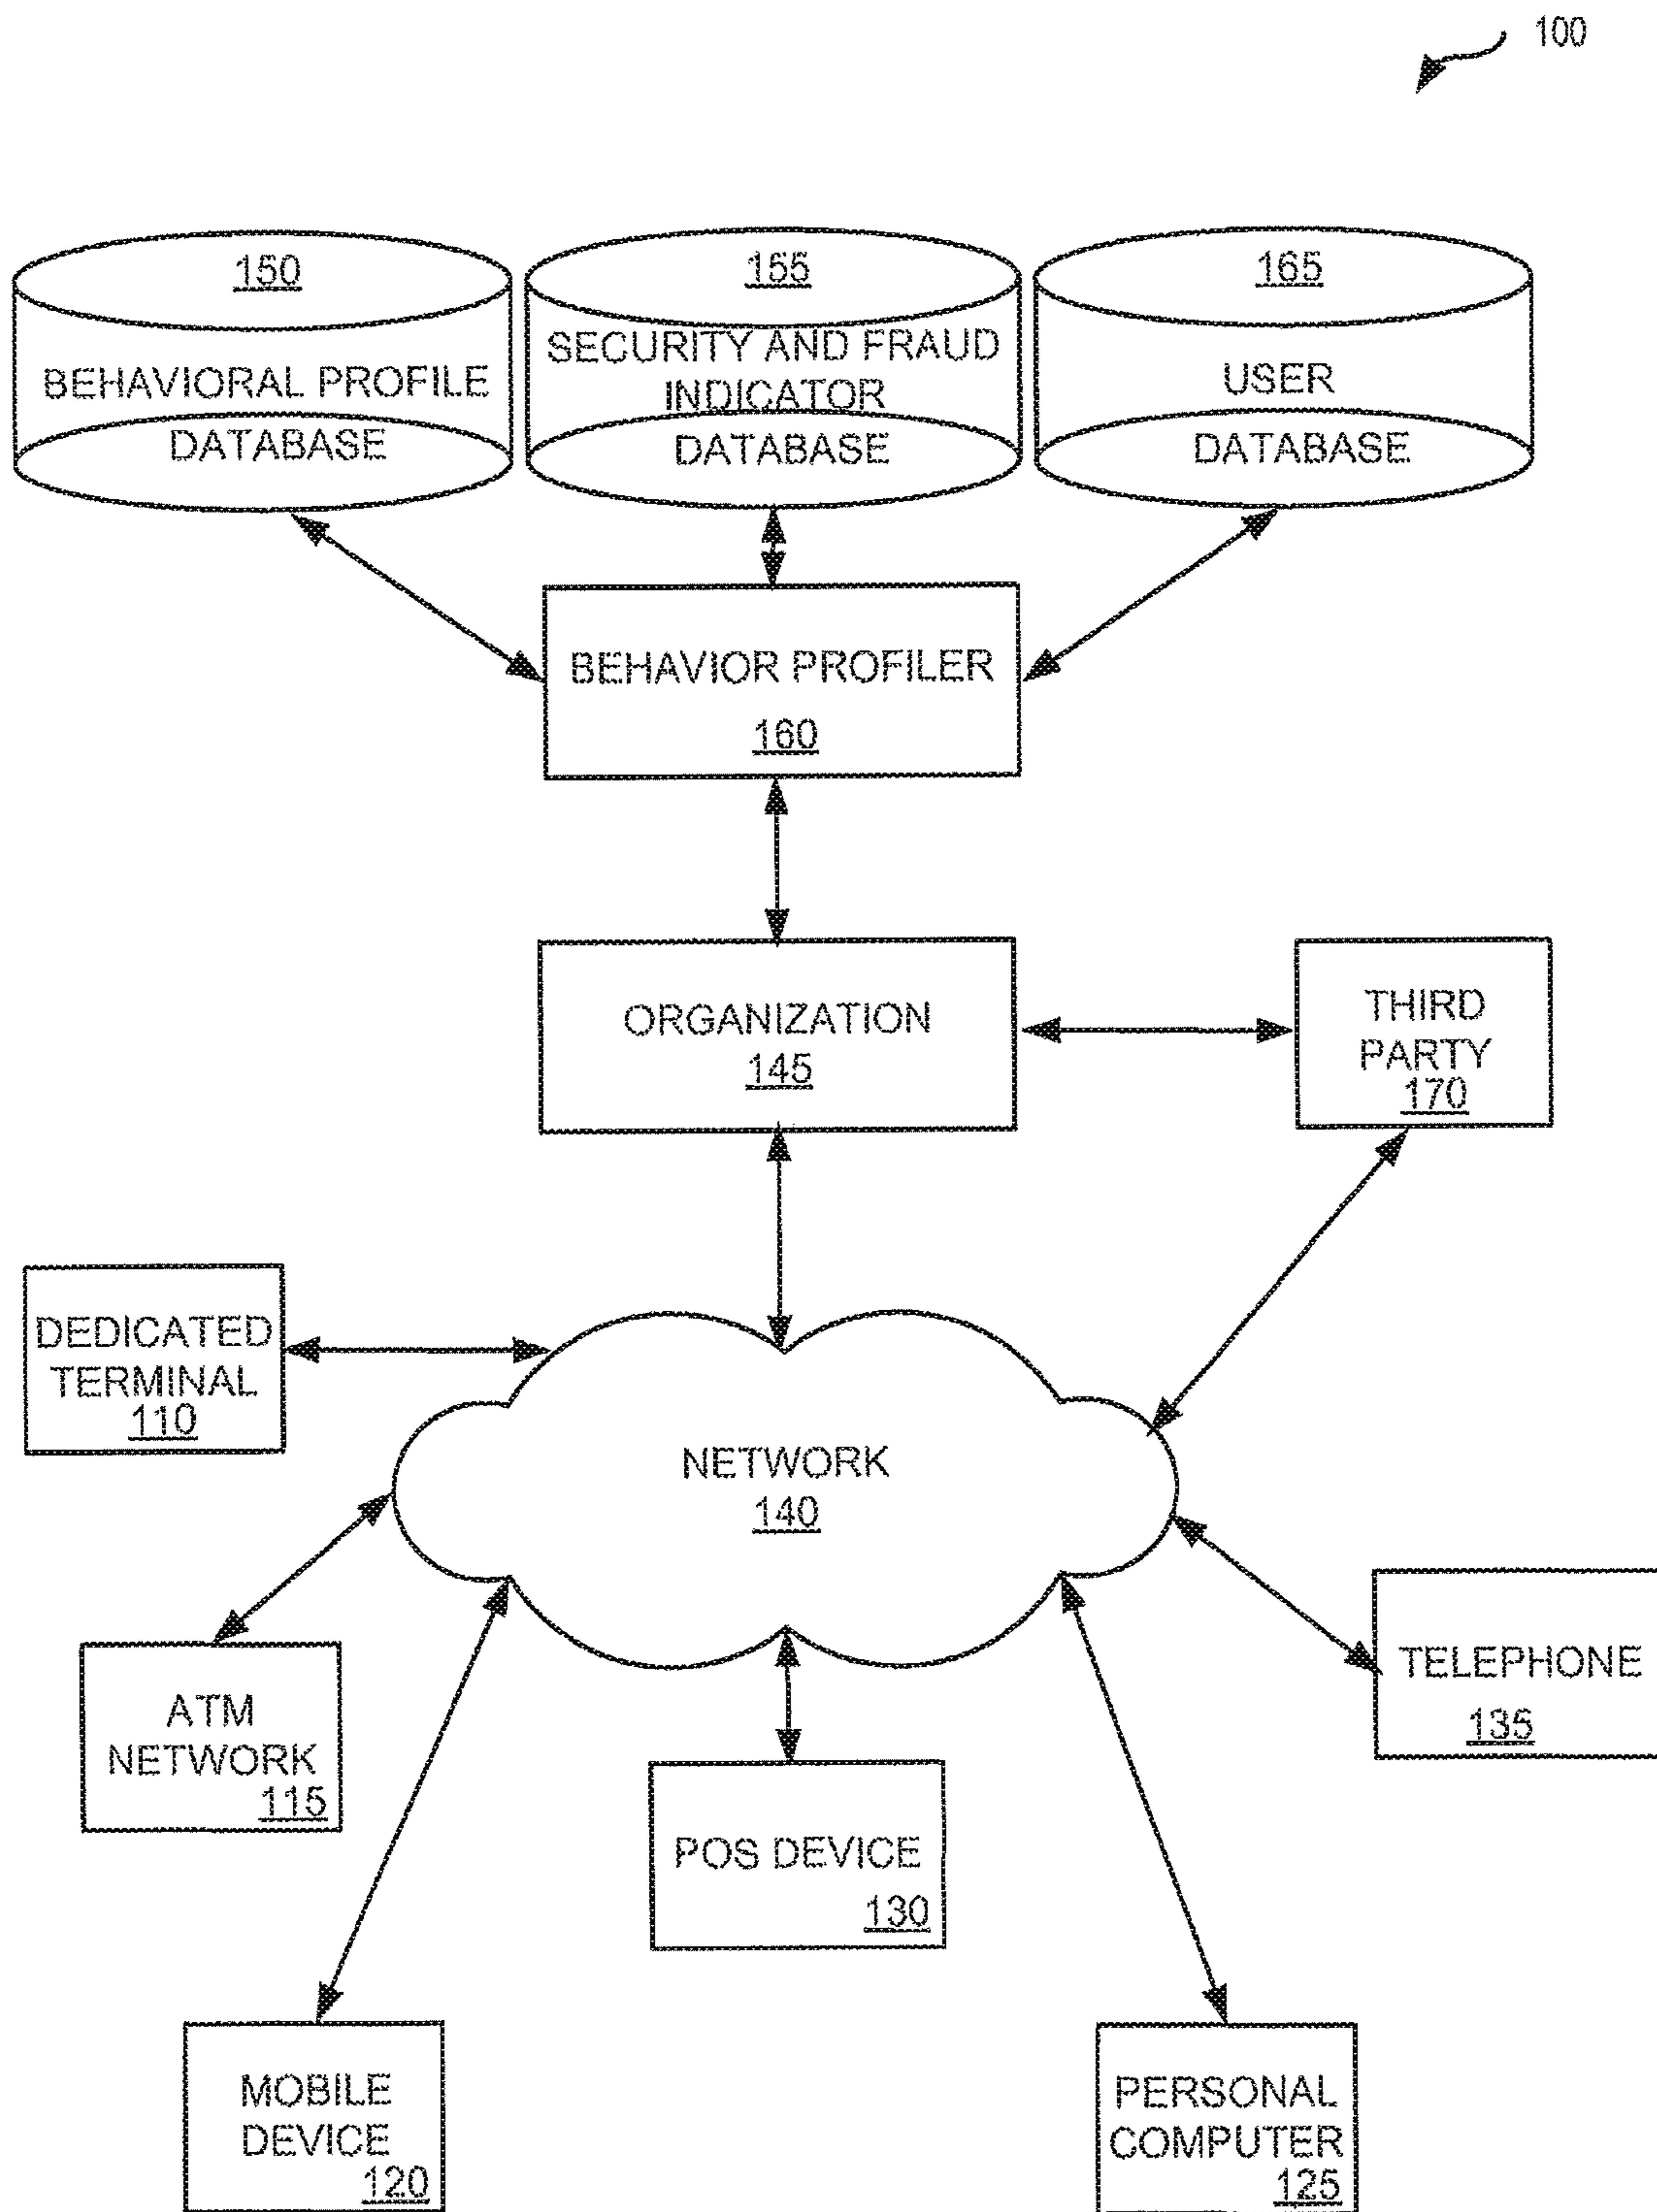 100
150
BEHAVIORAL PROFILE
DATABASE
155
SECURITY AND FRAUD
INDICATOR
DATABASE
165
USER
DATABASE
BEHAVIOR PROFILER
160
ORGANIZATION
145
THIRD
PARTY
170
DEDICATED
TERMINAL
110
NETWORK
140
ATM
NETWORK
115
TELEPHONE
135
POS DEVICE
130
MOBILE
DEVICE
120
PERSONAL
COMPUTER
125